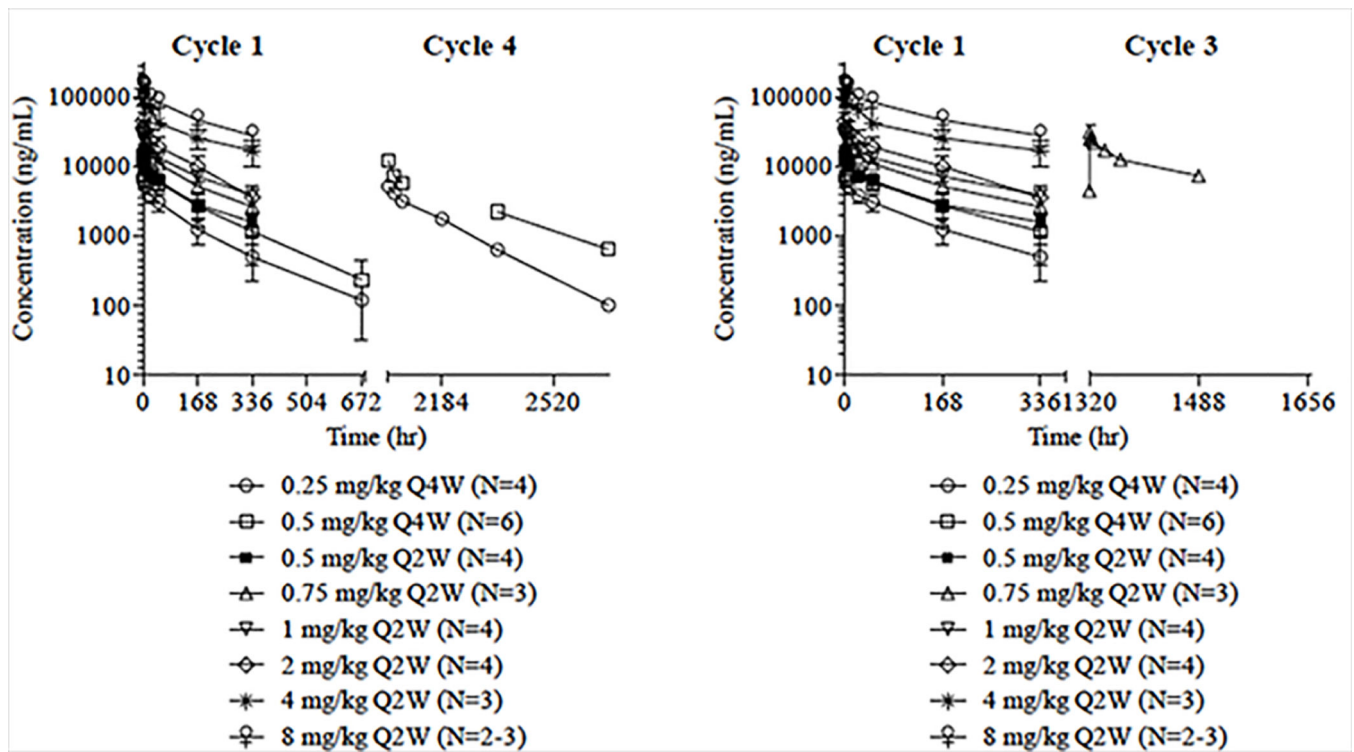 Cycle 1 Cycle 4
Concentration (ng/mL)
100000
10000
1000
100
10
0 168 336 504 672 2184 2520
Time (hr)
0.25 mg/kg Q4W (N=4)
0.5 mg/kg Q4W (N=6)
0.5 mg/kg Q2W (N=4)
0.75 mg/kg Q2W (N=3)
1 mg/kg Q2W (N=4)
2 mg/kg Q2W (N=4)
4 mg/kg Q2W (N=3)
8 mg/kg Q2W (N=2-3)
Cycle 1 Cycle 3
Concentration (ng/mL)
100000
10000
1000
100
10
0 168 336 1320 1488 1656
Time (hr)
0.25 mg/kg Q4W (N=4)
0.5 mg/kg Q4W (N=6)
0.5 mg/kg Q2W (N=4)
0.75 mg/kg Q2W (N=3)
1 mg/kg Q2W (N=4)
2 mg/kg Q2W (N=4)
4 mg/kg Q2W (N=3)
8 mg/kg Q2W (N=2-3)